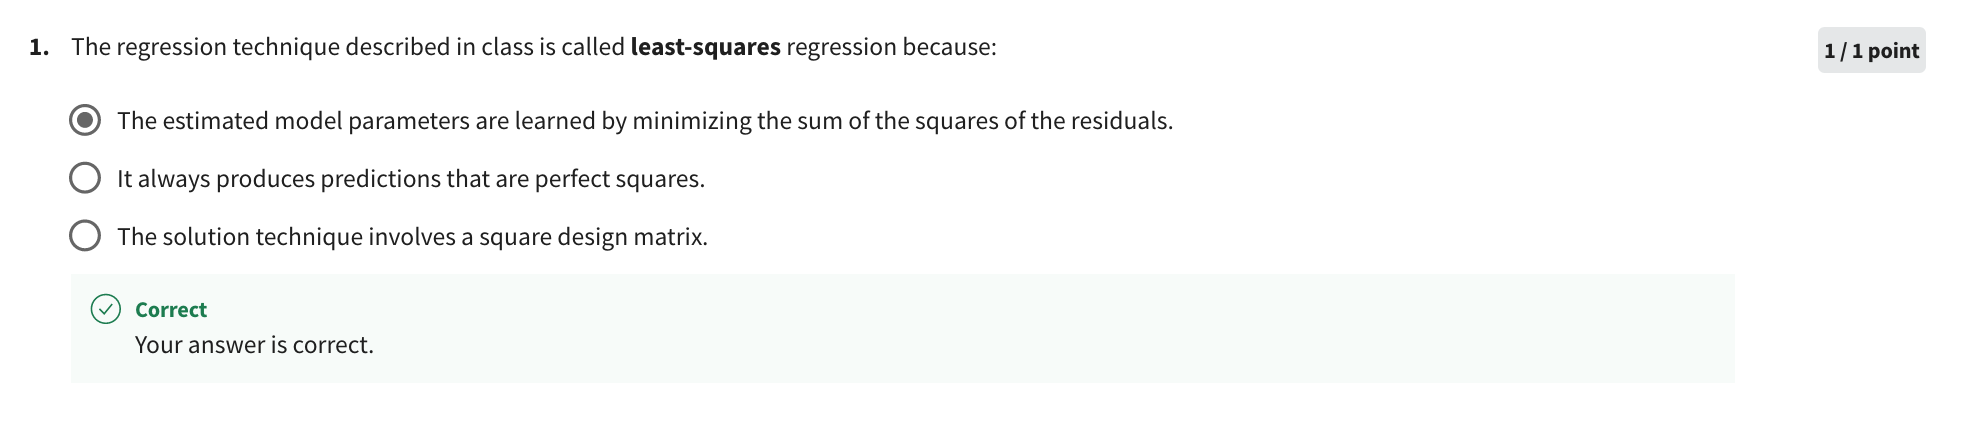 1. The regression technique described in class is called least-squares regression because:
1 / 1 point
The estimated model parameters are learned by minimizing the sum of the squares of the residuals.
It always produces predictions that are perfect squares.
The solution technique involves a square design matrix.
Correct
Your answer is correct.